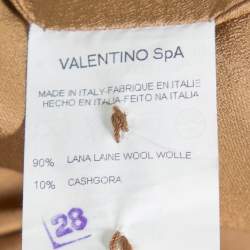 VALENTINO SpA
MADE IN ITALY-FABRIQUE EN ITALIE
HECHO EN ITALIA-FEITO NA ITALIA
90% LANA LAINE WOOL WOLLE
10% CASHGORA
28